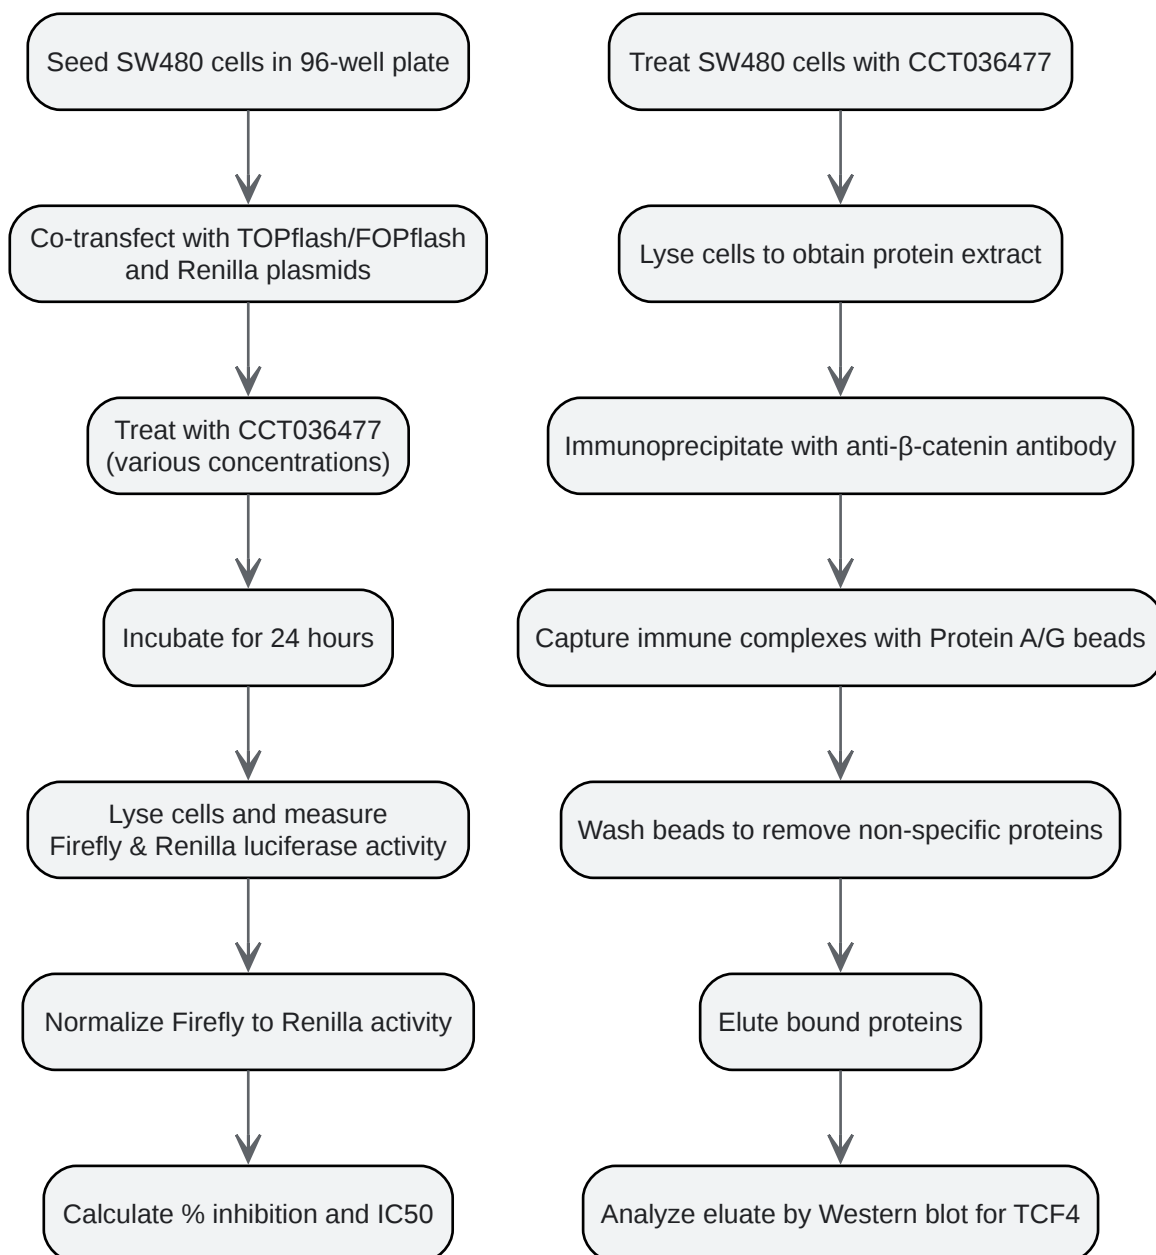 Seed SW480 cells in 96-well plate
Co-transfect with TOPflash/FOPflash
and Renilla plasmids
Treat with CCT036477
(various concentrations)
Incubate for 24 hours
Lyse cells and measure
Firefly & Renilla luciferase activity
Normalize Firefly to Renilla activity
Calculate % inhibition and IC50
Treat SW480 cells with CCT036477
Lyse cells to obtain protein extract
Immunoprecipitate with anti-β-catenin antibody
Capture immune complexes with Protein A/G beads
Wash beads to remove non-specific proteins
Elute bound proteins
Analyze eluate by Western blot for TCF4